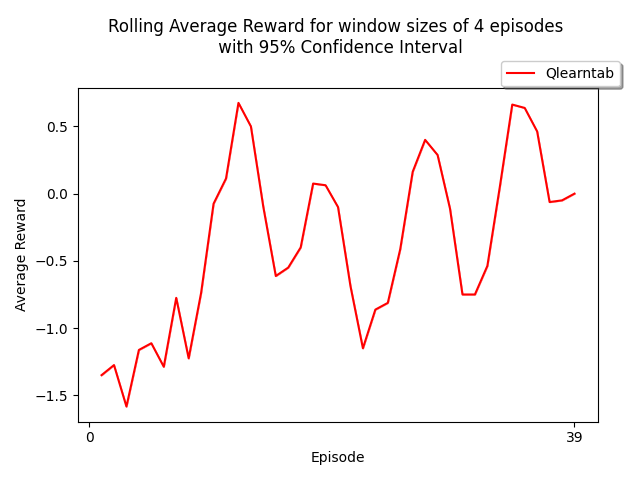 Rolling Average Reward for window sizes of 4 episodes
with 95% Confidence Interval
Qlearntab
0.5
0.0
−0.5
−1.0
−1.5
Average Reward
0
39
Episode